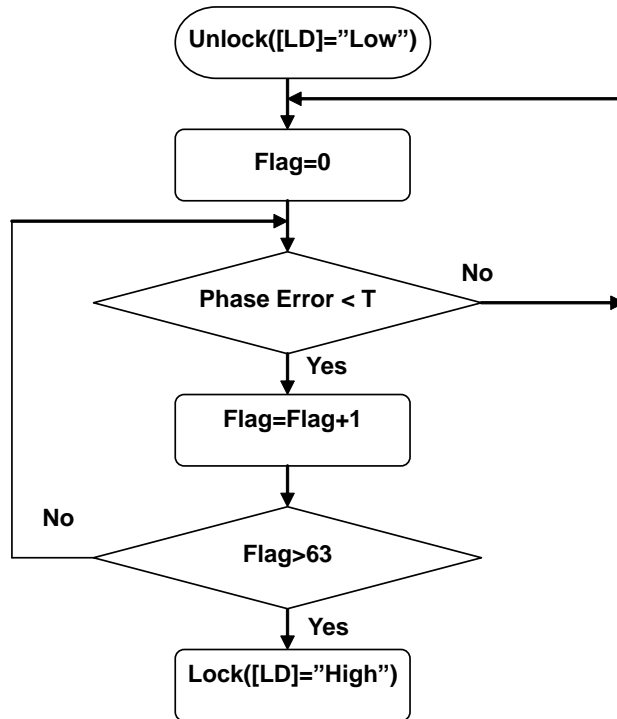 Unlock([LD]=”Low”)
Flag=0
Phase Error < T
No
Yes
Flag=Flag+1
No
Flag>63
Yes
Lock([LD]=”High”)